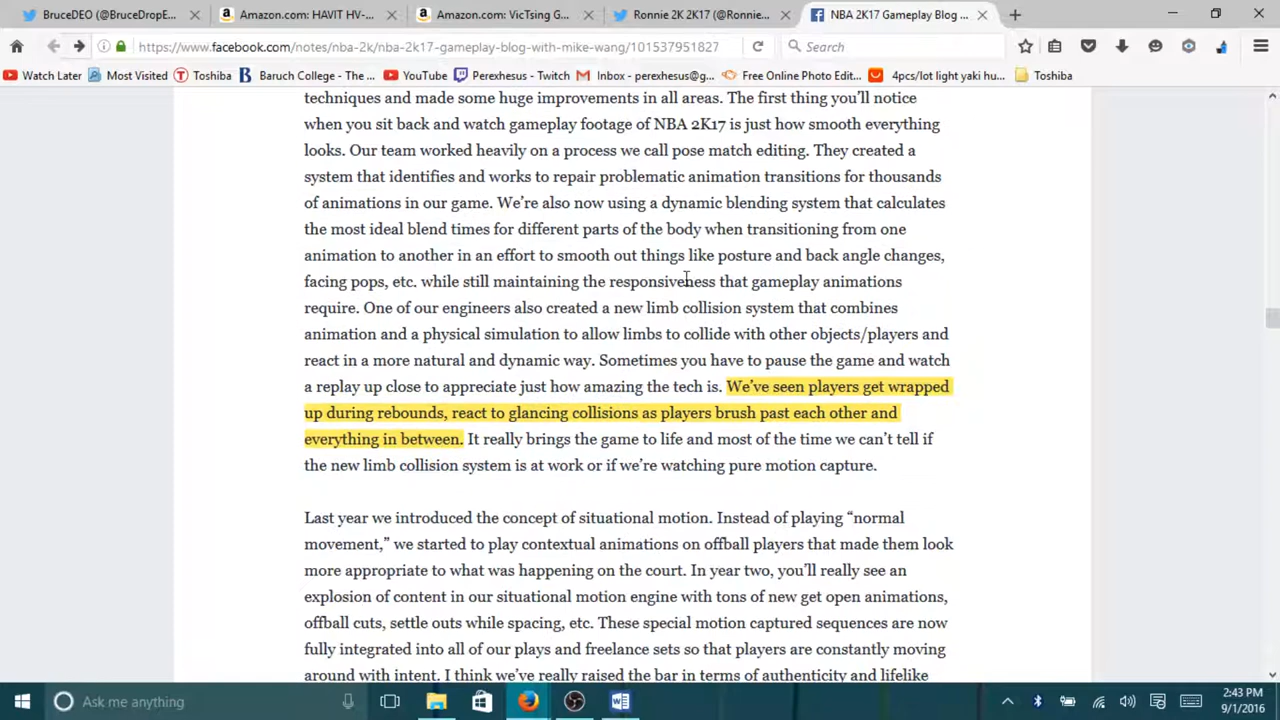 BruceDEO (@BruceDropE...
Amazon.com: HAVIT HV-...
Amazon.com: VicTsing G...
Ronnie 2K 2K17 (@Ronnie...
NBA 2K17 Gameplay Blog ...
https://www.facebook.com/notes/nba-2k/nba-2k17-gameplay-blog-with-mike-wang/101537951827
Search
Watch Later
Most Visited
Toshiba
Baruch College - The ...
YouTube
Perexhesus - Twitch
Inbox - perexhesus@g...
Free Online Photo Edit...
4pcs/lot light yaki hu...
Toshiba
techniques and made some huge improvements in all areas. The first thing you'll notice
when you sit back and watch gameplay footage of NBA 2K17 is just how smooth everything
looks. Our team worked heavily on a process we call pose match editing. They created a
system that identifies and works to repair problematic animation transitions for thousands
of animations in our game. We're also now using a dynamic blending system that calculates
the most ideal blend times for different parts of the body when transitioning from one
animation to another in an effort to smooth out things like posture and back angle changes,
facing pops, etc. while still maintaining the responsiveness that gameplay animations
require. One of our engineers also created a new limb collision system that combines
animation and a physical simulation to allow limbs to collide with other objects/players and
react in a more natural and dynamic way. Sometimes you have to pause the game and watch
a replay up close to appreciate just how amazing the tech is. We've seen players get wrapped
up during rebounds, react to glancing collisions as players brush past each other and
everything in between. It really brings the game to life and most of the time we can't tell if
the new limb collision system is at work or if we're watching pure motion capture.
Last year we introduced the concept of situational motion. Instead of playing “normal
movement,” we started to play contextual animations on offball players that made them look
more appropriate to what was happening on the court. In year two, you'll really see an
explosion of content in our situational motion engine with tons of new get open animations,
offball cuts, settle outs while spacing, etc. These special motion captured sequences are now
fully integrated into all of our plays and freelance sets so that players are constantly moving
around with intent. I think we've really raised the bar in terms of authenticity and lifelike
Ask me anything
2:43 PM
9/1/2016